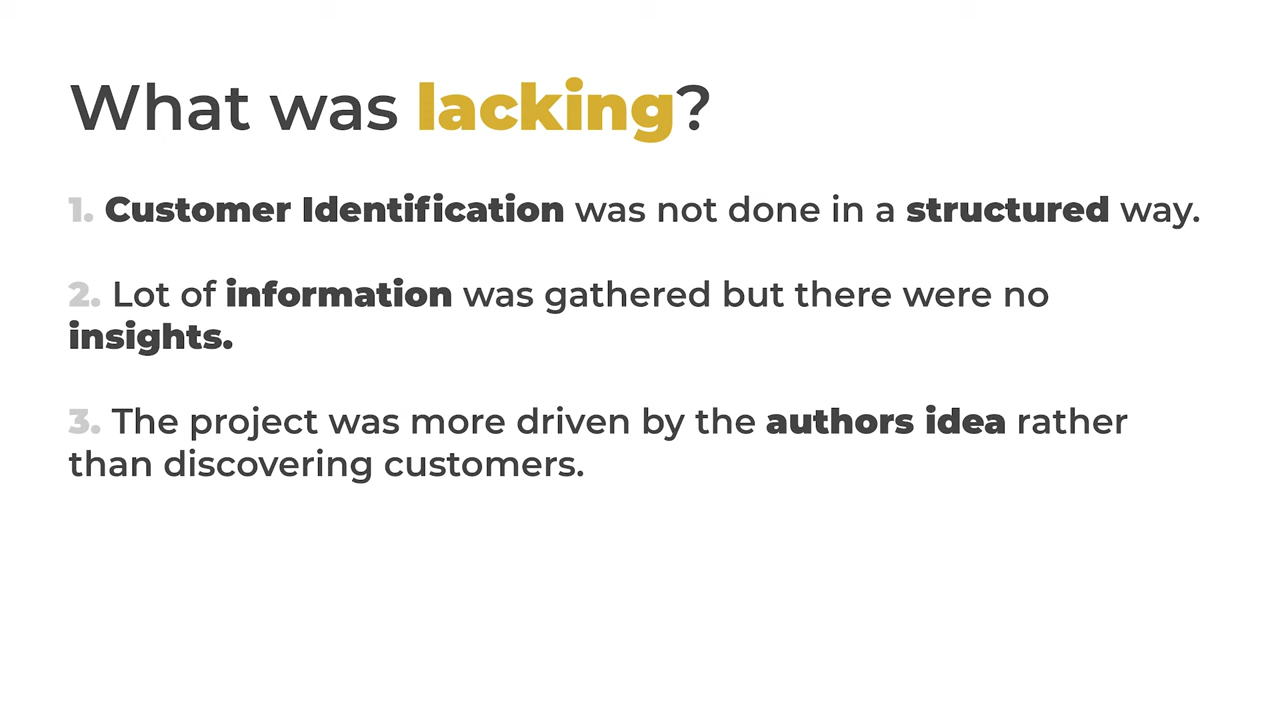 What was lacking?
1. Customer Identification was not done in a structured way.
2. Lot of information was gathered but there were no
insights.
3. The project was more driven by the authors idea rather
than discovering customers.